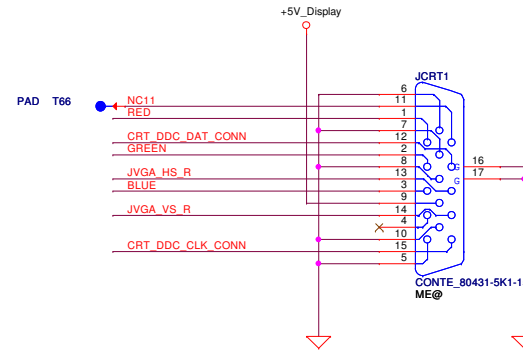 +5V_Display
JCRT1
PAD T66
NC11
RED
CRT_DDC_DAT_CONN
GREEN
JVGA_HS_R
BLUE
JVGA_VS_R
CRT_DDC_CLK_CONN
6
11
1
7
12
2
8
13
3
9
14
4
10
15
5
G 16
G 17
CONTE_80431-5K1-1
ME@